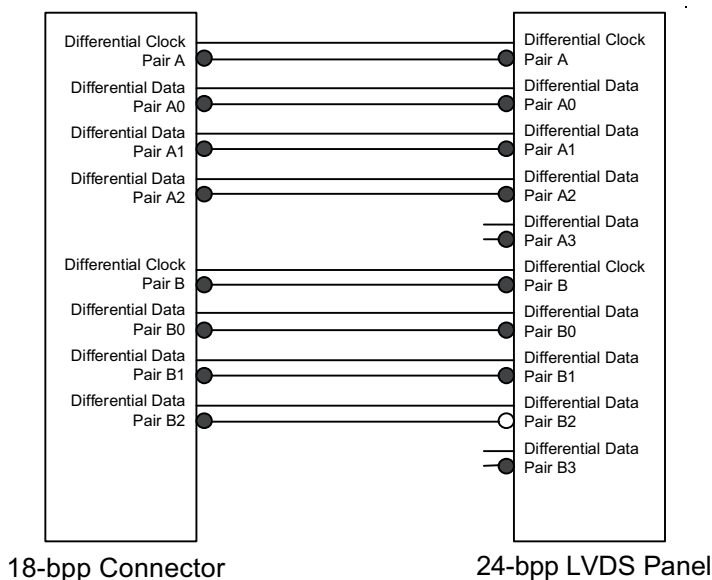 Differential Clock
Pair A
Differential Data
Pair A0
Differential Data
Pair A1
Differential Data
Pair A2
Differential Clock
Pair B
Differential Data
Pair B0
Differential Data
Pair B1
Differential Data
Pair B2
18-bpp Connector
Differential Clock
Pair A
Differential Data
Pair A0
Differential Data
Pair A1
Differential Data
Pair A2
Differential Data
Pair A3
Differential Clock
Pair B
Differential Data
Pair B0
Differential Data
Pair B1
Differential Data
Pair B2
Differential Data
Pair B3
24-bpp LVDS Panel